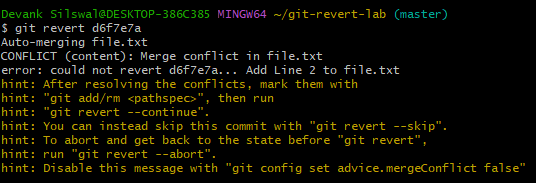 Devank Silswal@DESKTOP-386C385 MINGW64 ~/git-revert-lab (master)
$ git revert d6f7e7a
Auto-merging file.txt
CONFLICT (content): Merge conflict in file.txt
error: could not revert d6f7e7a... Add Line 2 to file.txt
hint: After resolving the conflicts, mark them with
hint: "git add/rm <pathspec>", then run
hint: "git revert --continue".
hint: You can instead skip this commit with "git revert --skip".
hint: To abort and get back to the state before "git revert",
hint: run "git revert --abort".
hint: Disable this message with "git config set advice.mergeConflict false"